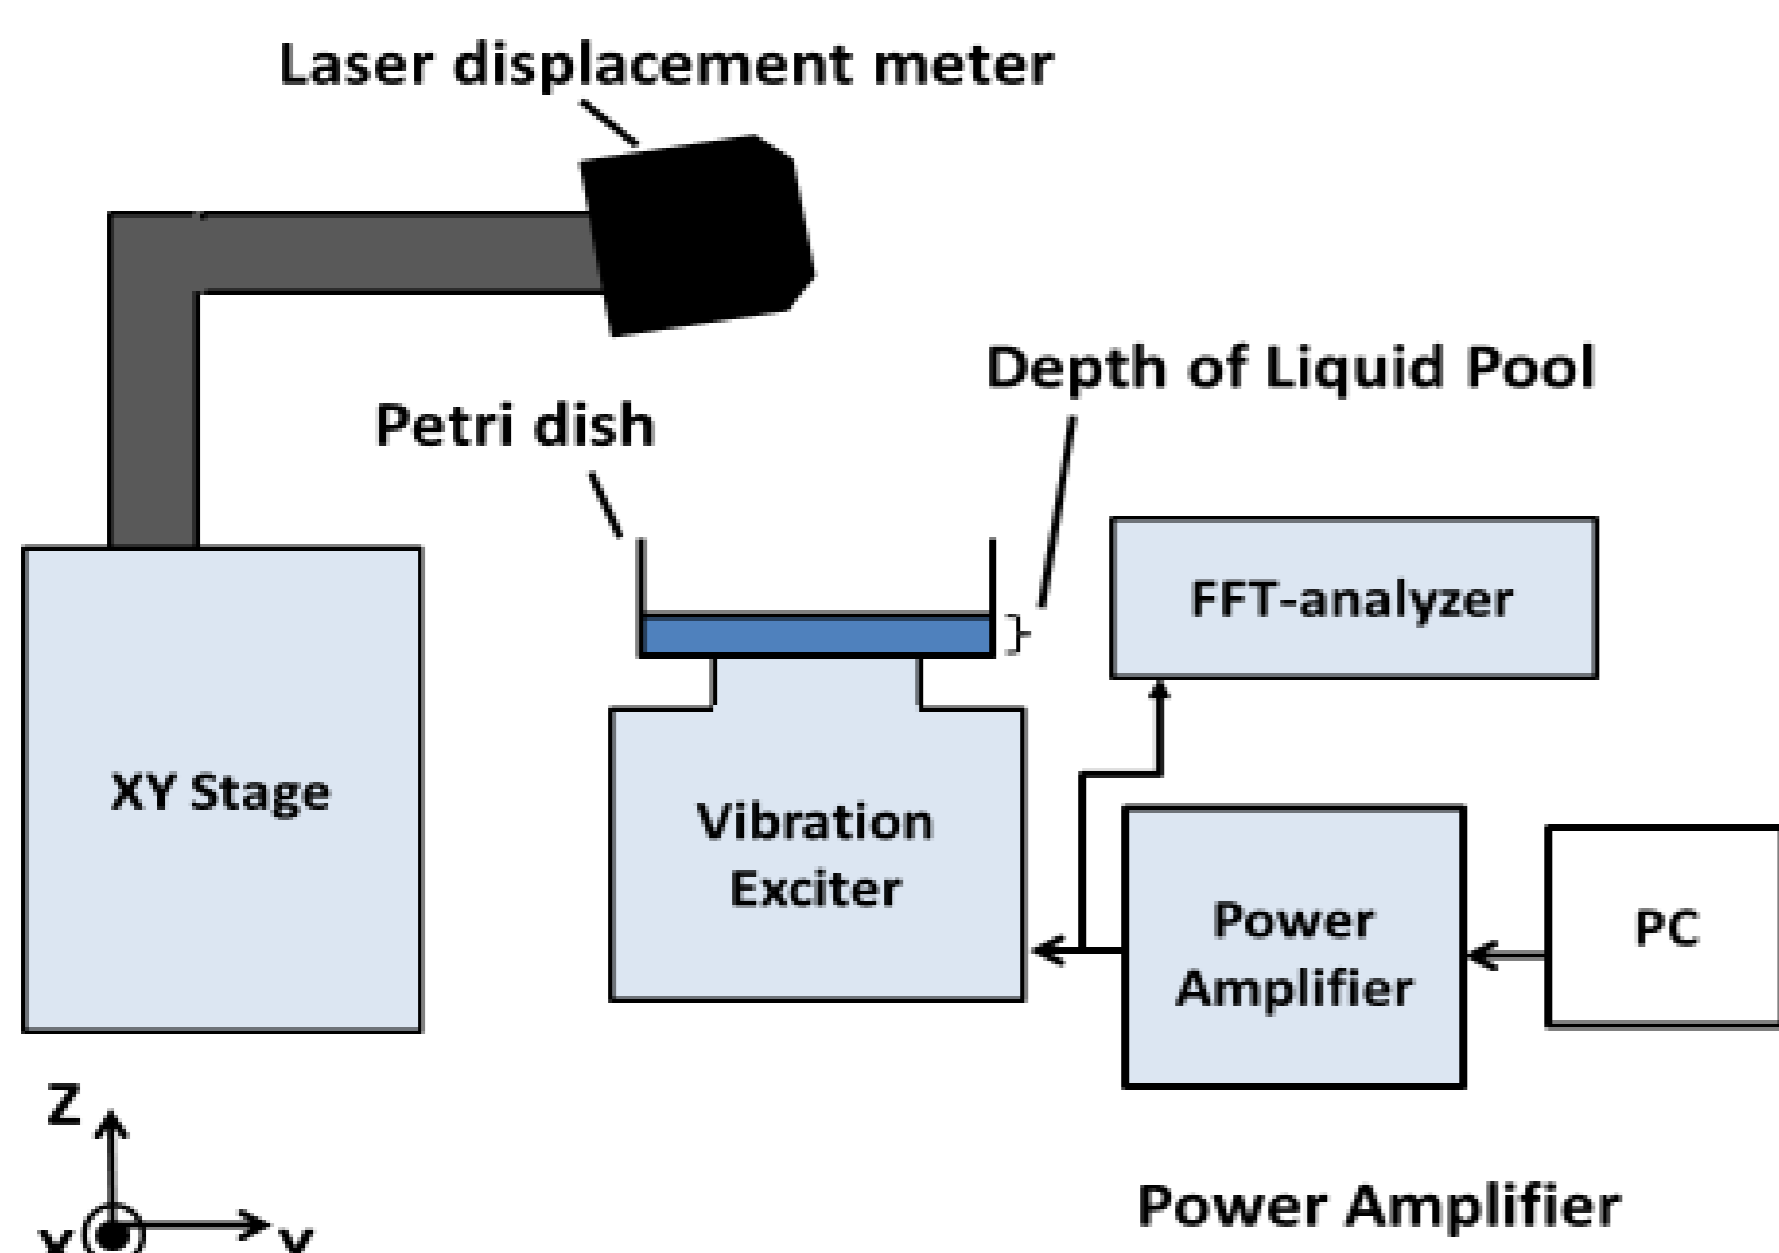 Laser displacement meter
Depth of Liquid Pool
Petri dish
FFT-analyzer
XY Stage
Vibration
Exciter
Power
Amplifier
PC
Z
X
Y
Power Amplifier